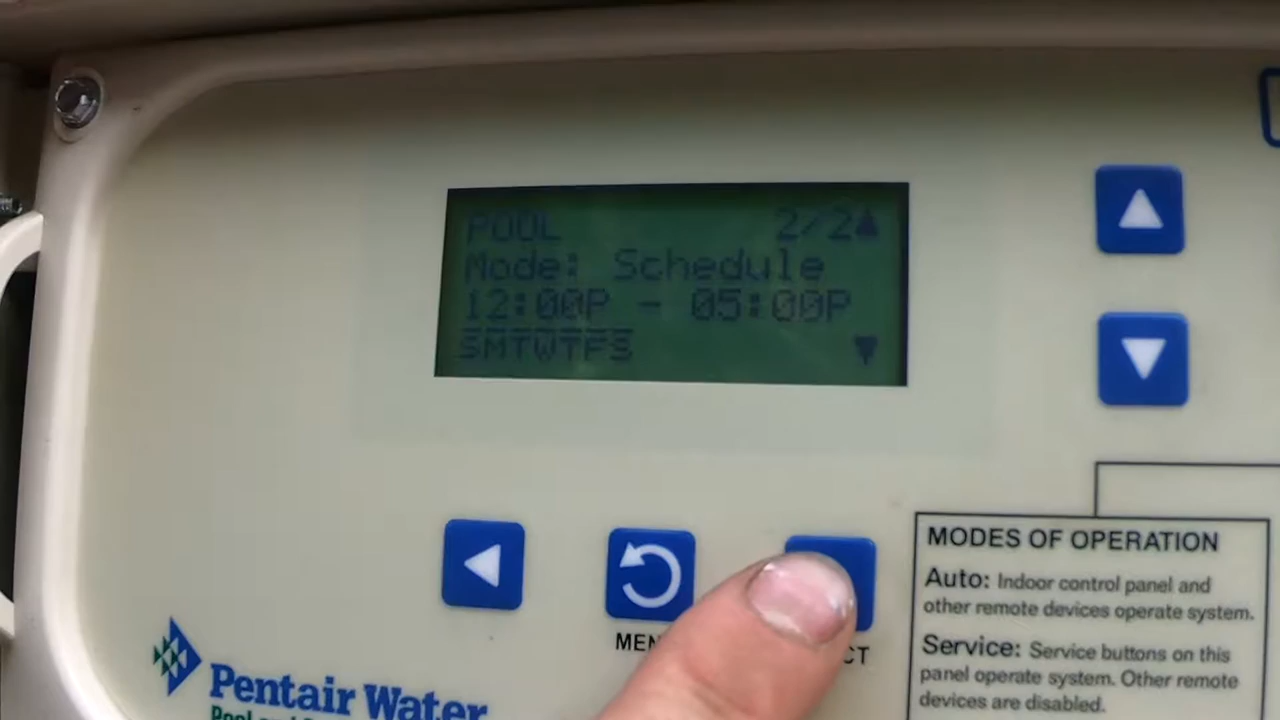 POOL 2/2▲
Mode: Schedule
12:00P - 05:00P
SMTWTFS ▼
MODES OF OPERATION
Auto: Indoor control panel and
other remote devices operate system.
Service: Service buttons on this
panel operate system. Other remote
devices are disabled.
Pentair Water